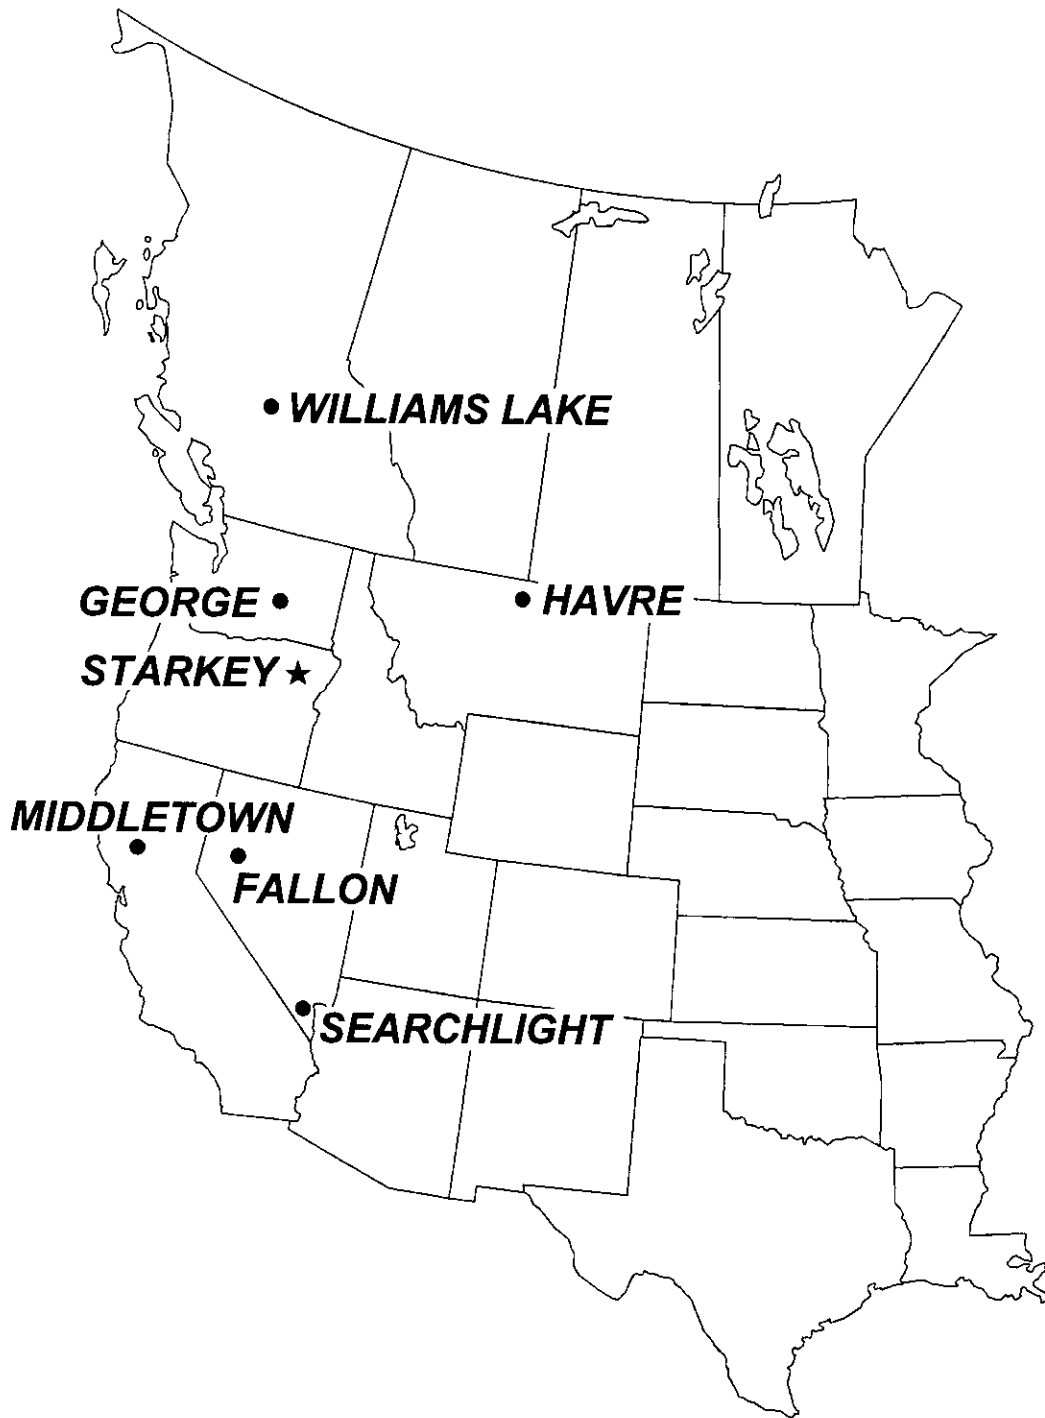 WILLIAMS LAKE
GEORGE
HAVRE
STARKEY
MIDDLETOWN
FALLON
SEARCHLIGHT